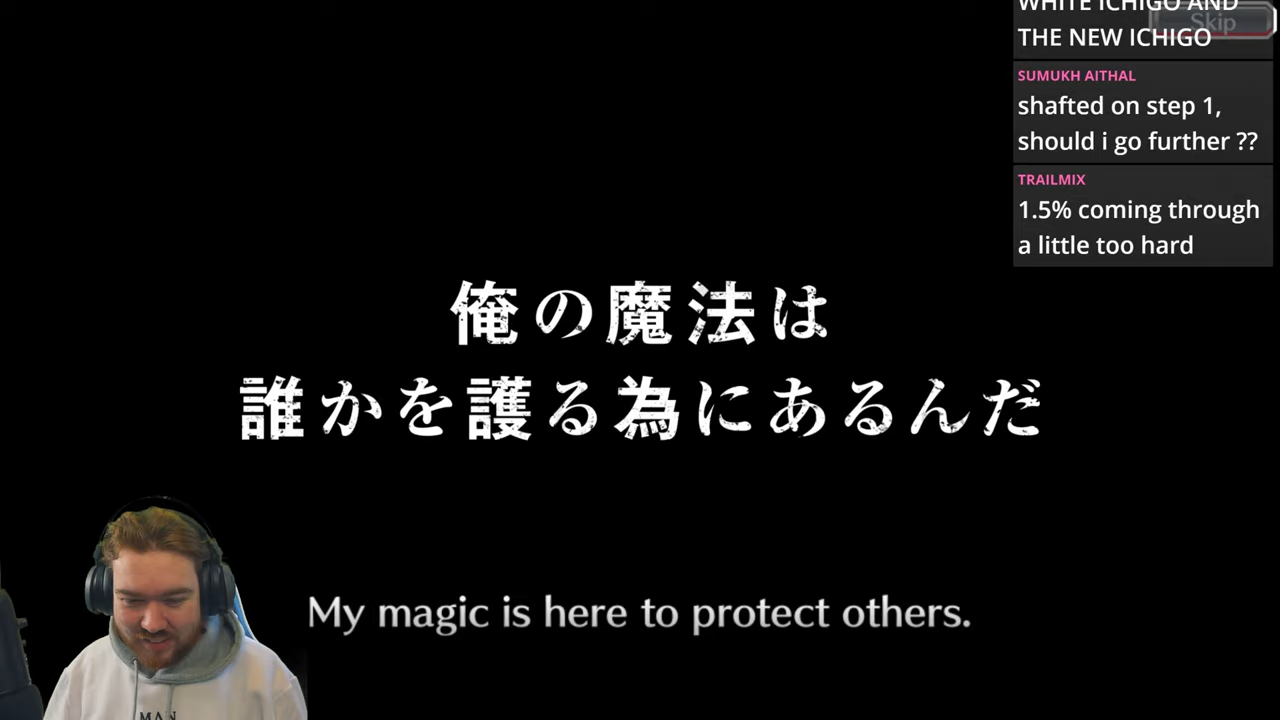 WHITE ICHIGO AND
THE NEW ICHIGO
Skip
SUMUKH AITHAL
shafted on step 1,
should i go further ??
TRAILMIX
1.5% coming through
a little too hard
俺の魔法は
誰かを護る為にあるんだ
My magic is here to protect others.
MAN